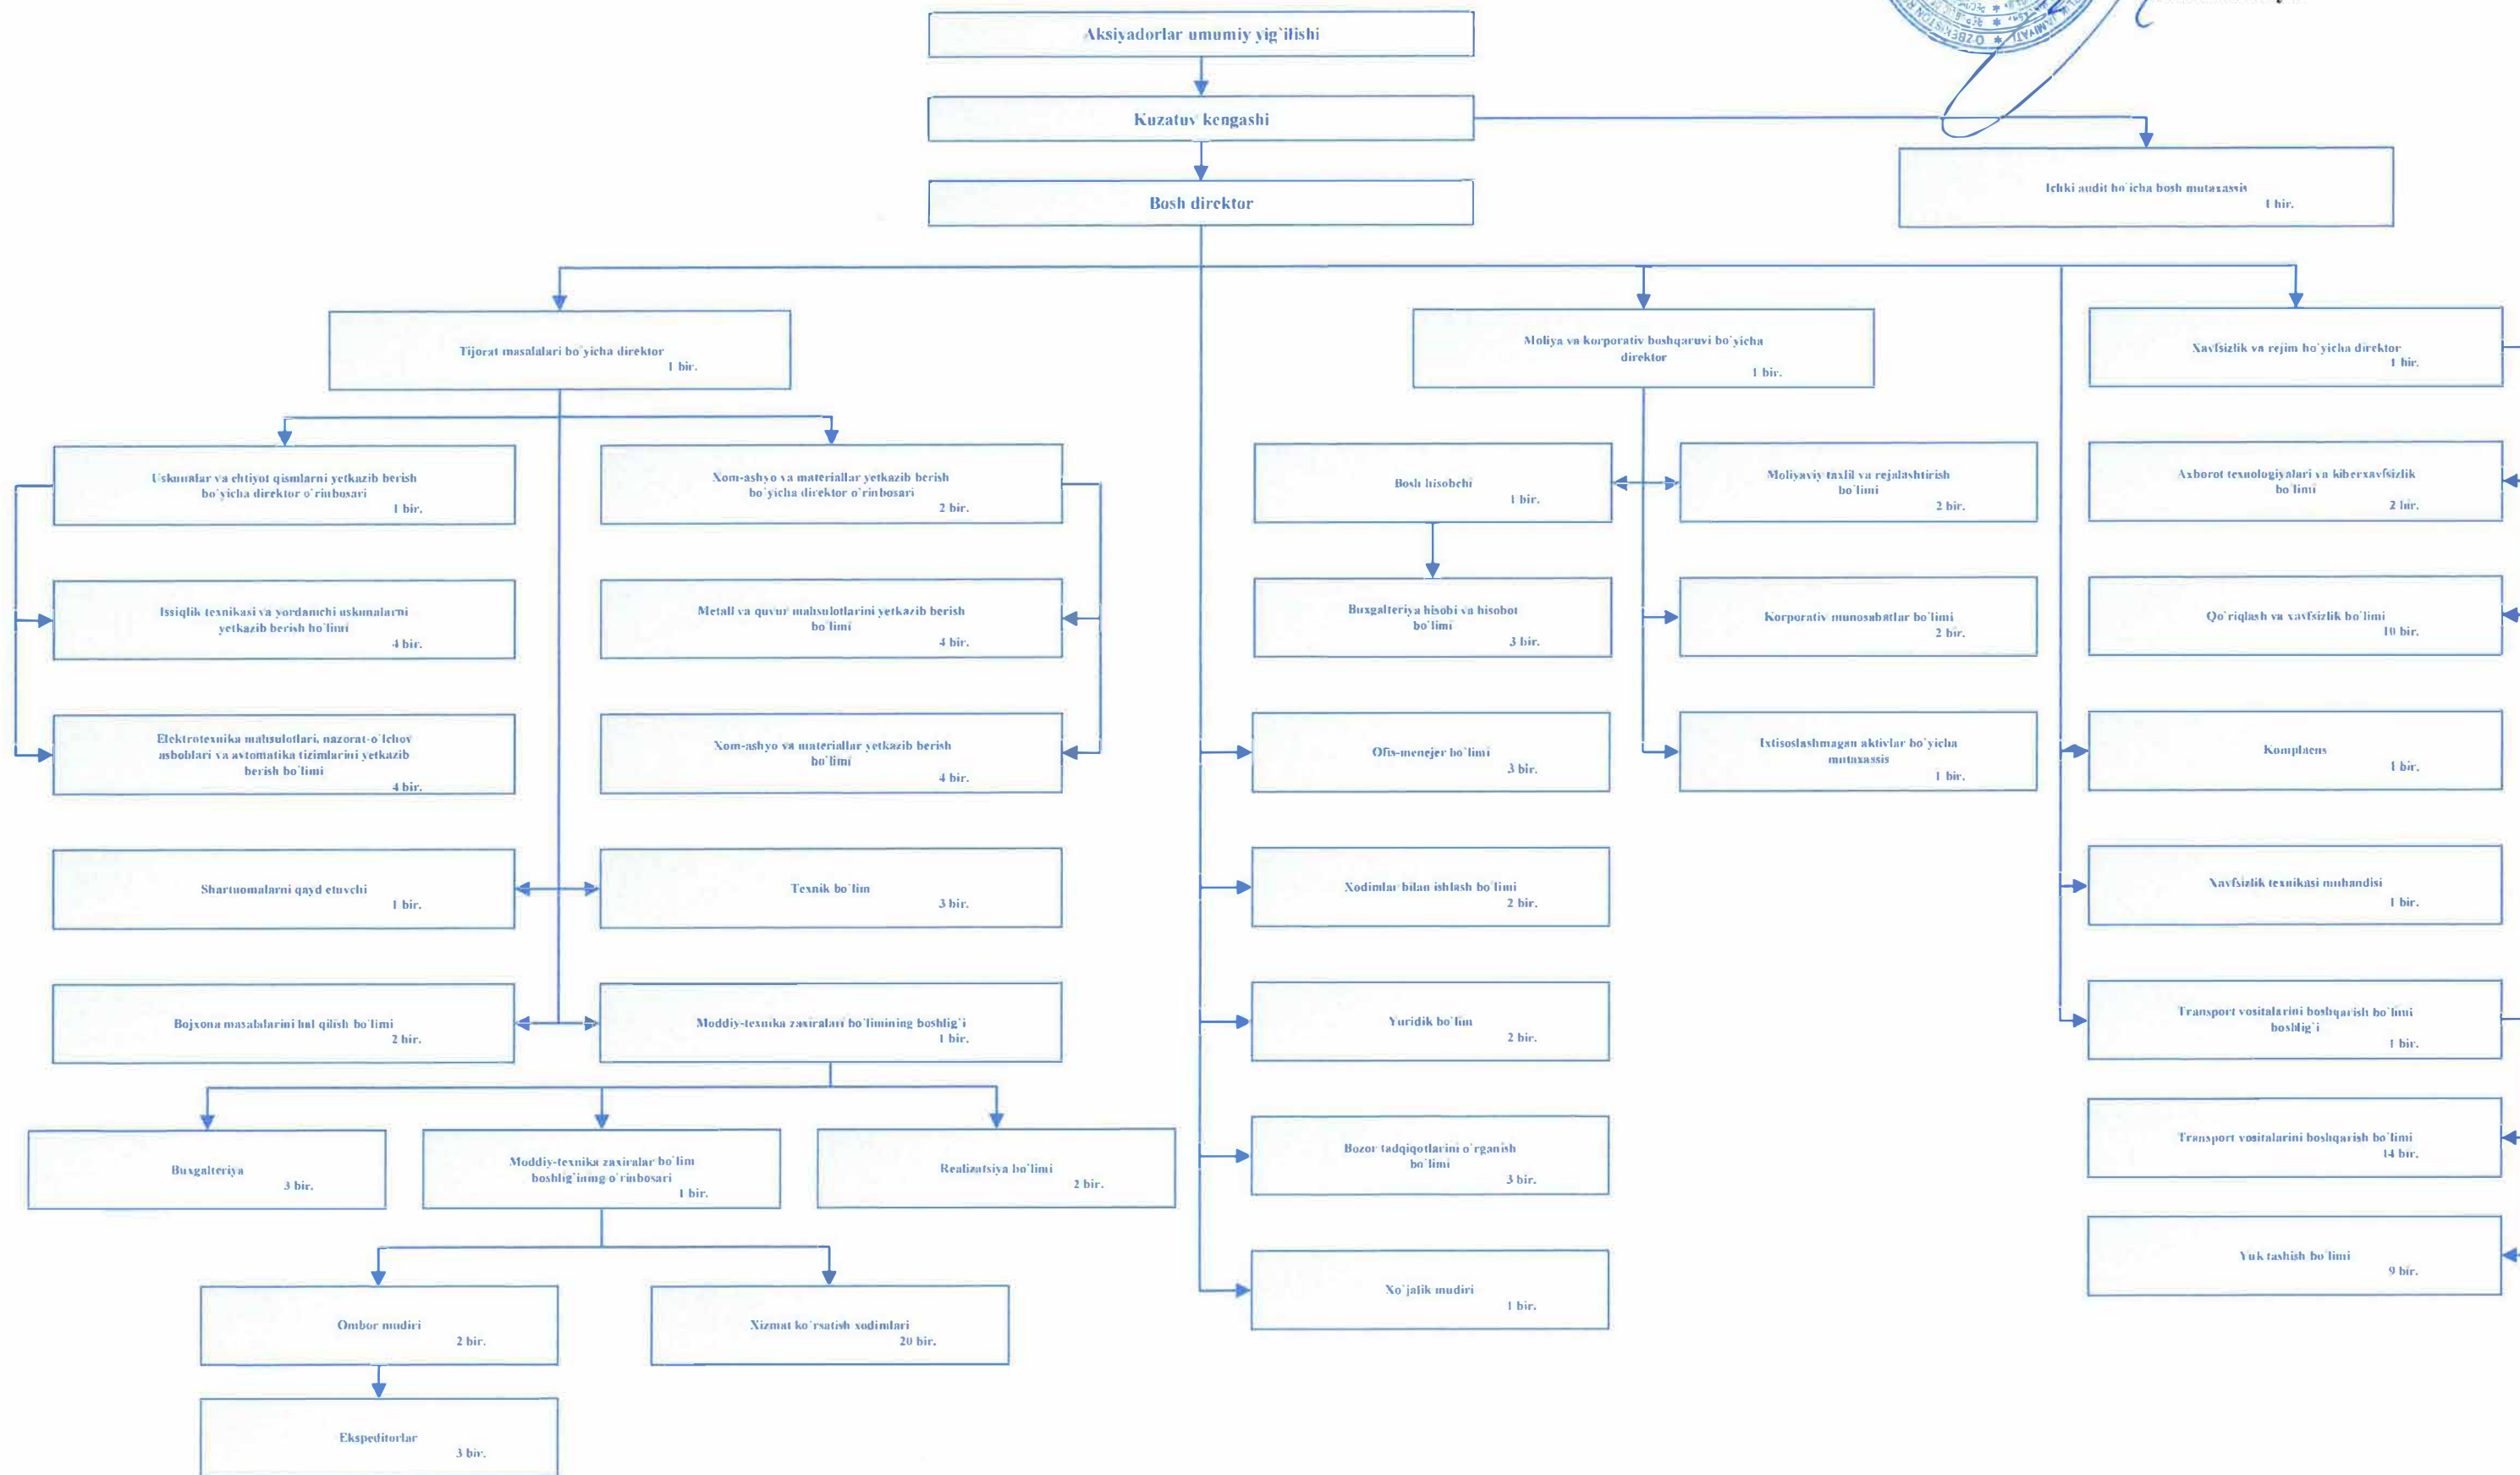 Aksiyadorlar umumiy yig`ilishi
Kuzatuv kengashi
Bosh direktor
Ichki audit bo`icha bosh mutaxassis
1 bir.
Tijorat masalalari bo`yicha direktor
1 bir.
Moliya va korporativ boshqaruvi bo`yicha
direktor
1 bir.
Xavfsizlik va rejim bo`yicha direktor
1 bir.
Uskunalar va ehtiyot qismlarni yetkazib berish
bo`yicha direktor o`rinbosari
1 bir.
Xom-ashyo va materiallar yetkazib berish
bo`yicha direktor o`rinbosari
2 bir.
Bosh hisobchi
1 bir.
Moliyaviy taxlil va rejalashtirish
bo`limi
2 bir.
Axborot texnologiyalari va kiberxavfsizlik
bo`limi
2 bir.
Issiqlik texnikasi va yordamchi uskunalarni
yetkazib berish bo`limi
4 bir.
Metall va quvur mahsulotlarini yetkazib berish
bo`limi
4 bir.
Buxgalteriya hisobi va hisobot
bo`limi
3 bir.
Korporativ munosabatlar bo`limi
2 bir.
Qo`riqlash va xavfsizlik bo`limi
10 bir.
Elektrotexnika mahsulotlari, nazorat-o`lchov
asboblari va avtomatika tizimlarini yetkazib
berish bo`limi
4 bir.
Xom-ashyo va materiallar yetkazib berish
bo`limi
4 bir.
Ofis-menejer bo`limi
3 bir.
Ixtisoslashmagan aktivlar bo`yicha
mutaxassis
1 bir.
Komplaens
1 bir.
Shartnomalarni qayd etuvchi
1 bir.
Texnik bo`lim
3 bir.
Xodimlar bilan ishlash bo`limi
2 bir.
Xavfsizlik texnikasi muhandisi
1 bir.
Bojxona masalalarini hal qilish bo`limi
2 bir.
Moddiy-texnika zaxiralari bo`limining boshlig`i
1 bir.
Yuridik bo`lim
2 bir.
Transport vositalarini boshqarish bo`limi
boshlig`i
1 bir.
Buxgalteriya
3 bir.
Moddiy-texnika zaxiralar bo`lim
boshlig`ining o`rinbosari
1 bir.
Realizatsiya bo`limi
2 bir.
Bozor tadqiqotlarini o`rganish
bo`limi
3 bir.
Transport vositalarini boshqarish bo`limi
14 bir.
Yuk tashish bo`limi
9 bir.
Xo`jalik mudiri
1 bir.
Ombor mudiri
2 bir.
Xizmat ko`rsatish xodimlari
20 bir.
Ekspeditorlar
3 bir.